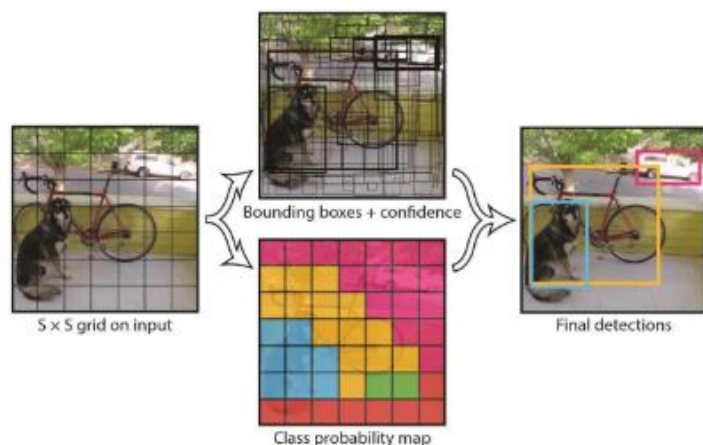 S × S grid on input
Bounding boxes + confidence
Class probability map
Final detections